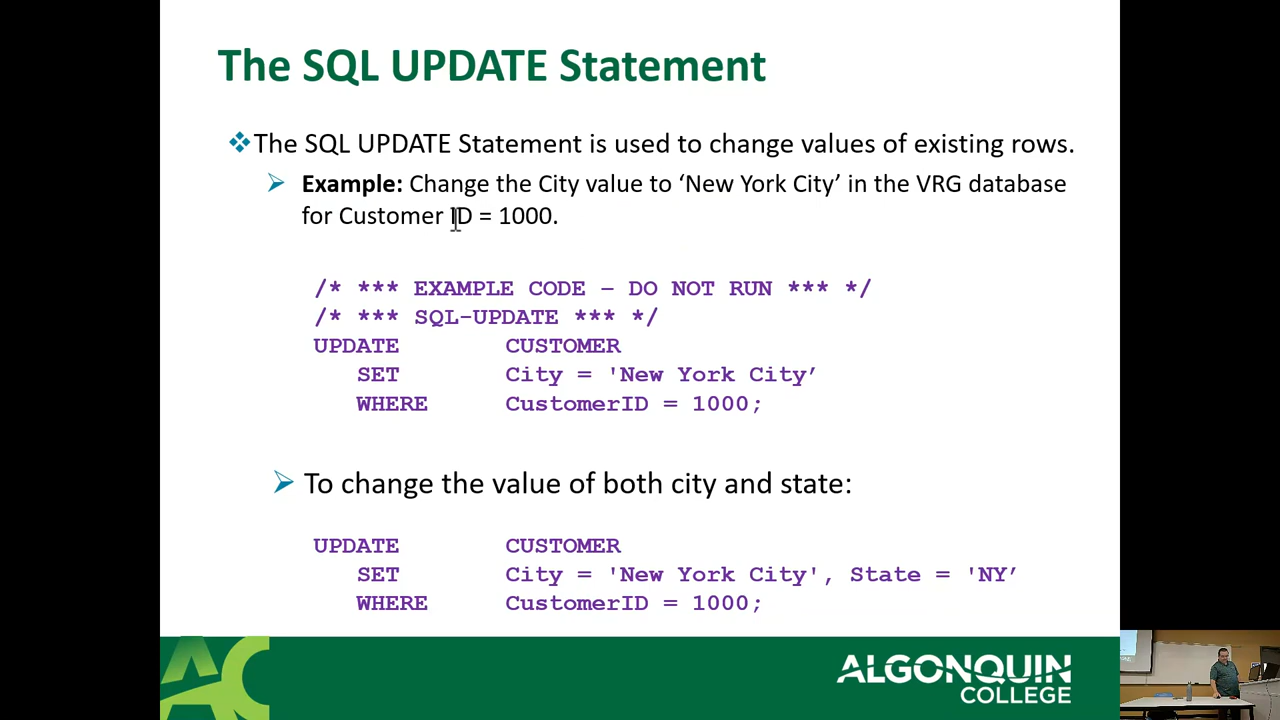 The SQL UPDATE Statement
The SQL UPDATE Statement is used to change values of existing rows.
Example: Change the City value to ‘New York City’ in the VRG database
for Customer ID = 1000.
/* *** EXAMPLE CODE – DO NOT RUN *** */
/* *** SQL-UPDATE *** */
UPDATE CUSTOMER
SET City = 'New York City’
WHERE CustomerID = 1000;
To change the value of both city and state:
UPDATE CUSTOMER
SET City = 'New York City', State = 'NY’
WHERE CustomerID = 1000;
AC
ALGONQUIN
COLLEGE